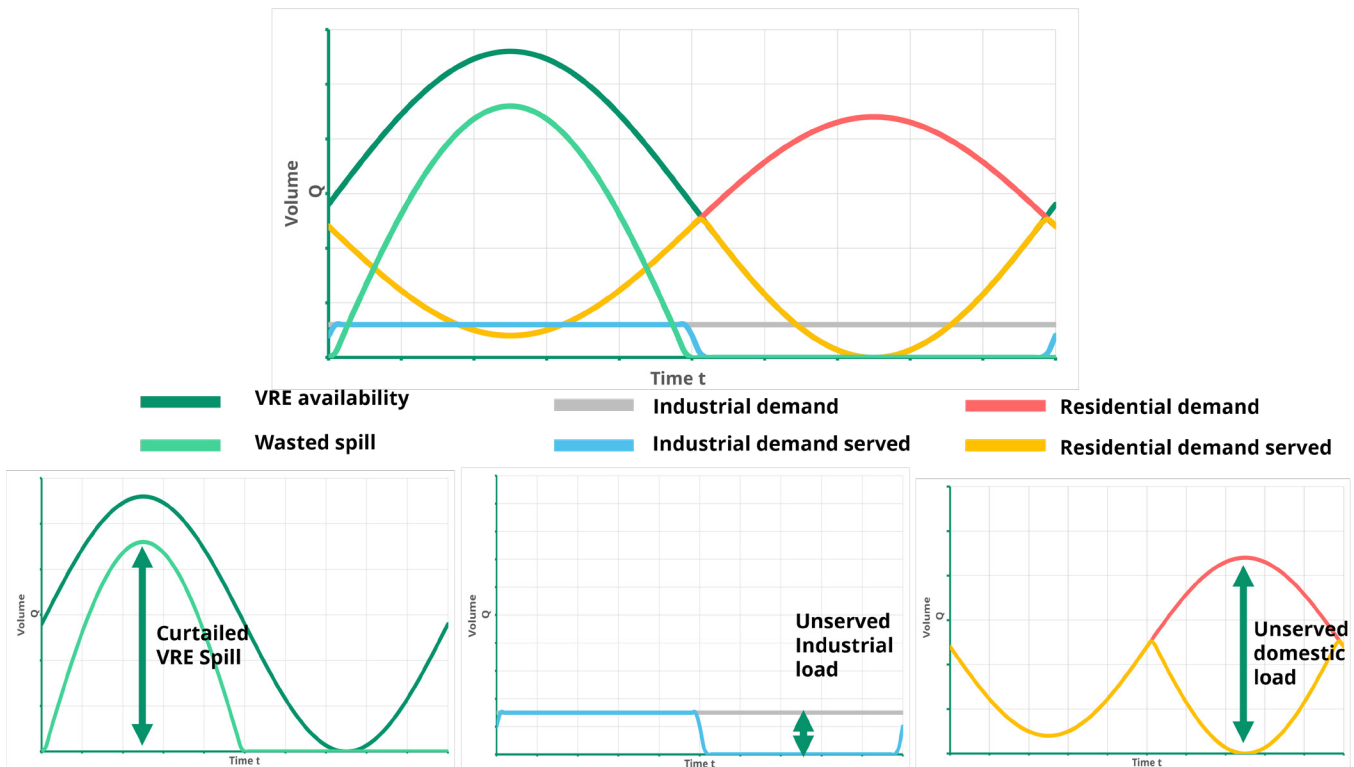 Volume
Q
Time t
VRE availability
Industrial demand
Residential demand
Wasted spill
Industrial demand served
Residential demand served
Volume
Q
Curtailed
VRE Spill
Time t
Volume
Q
Unserved
Industrial
load
Time t
Volume
Q
Unserved
domestic
load
Time t